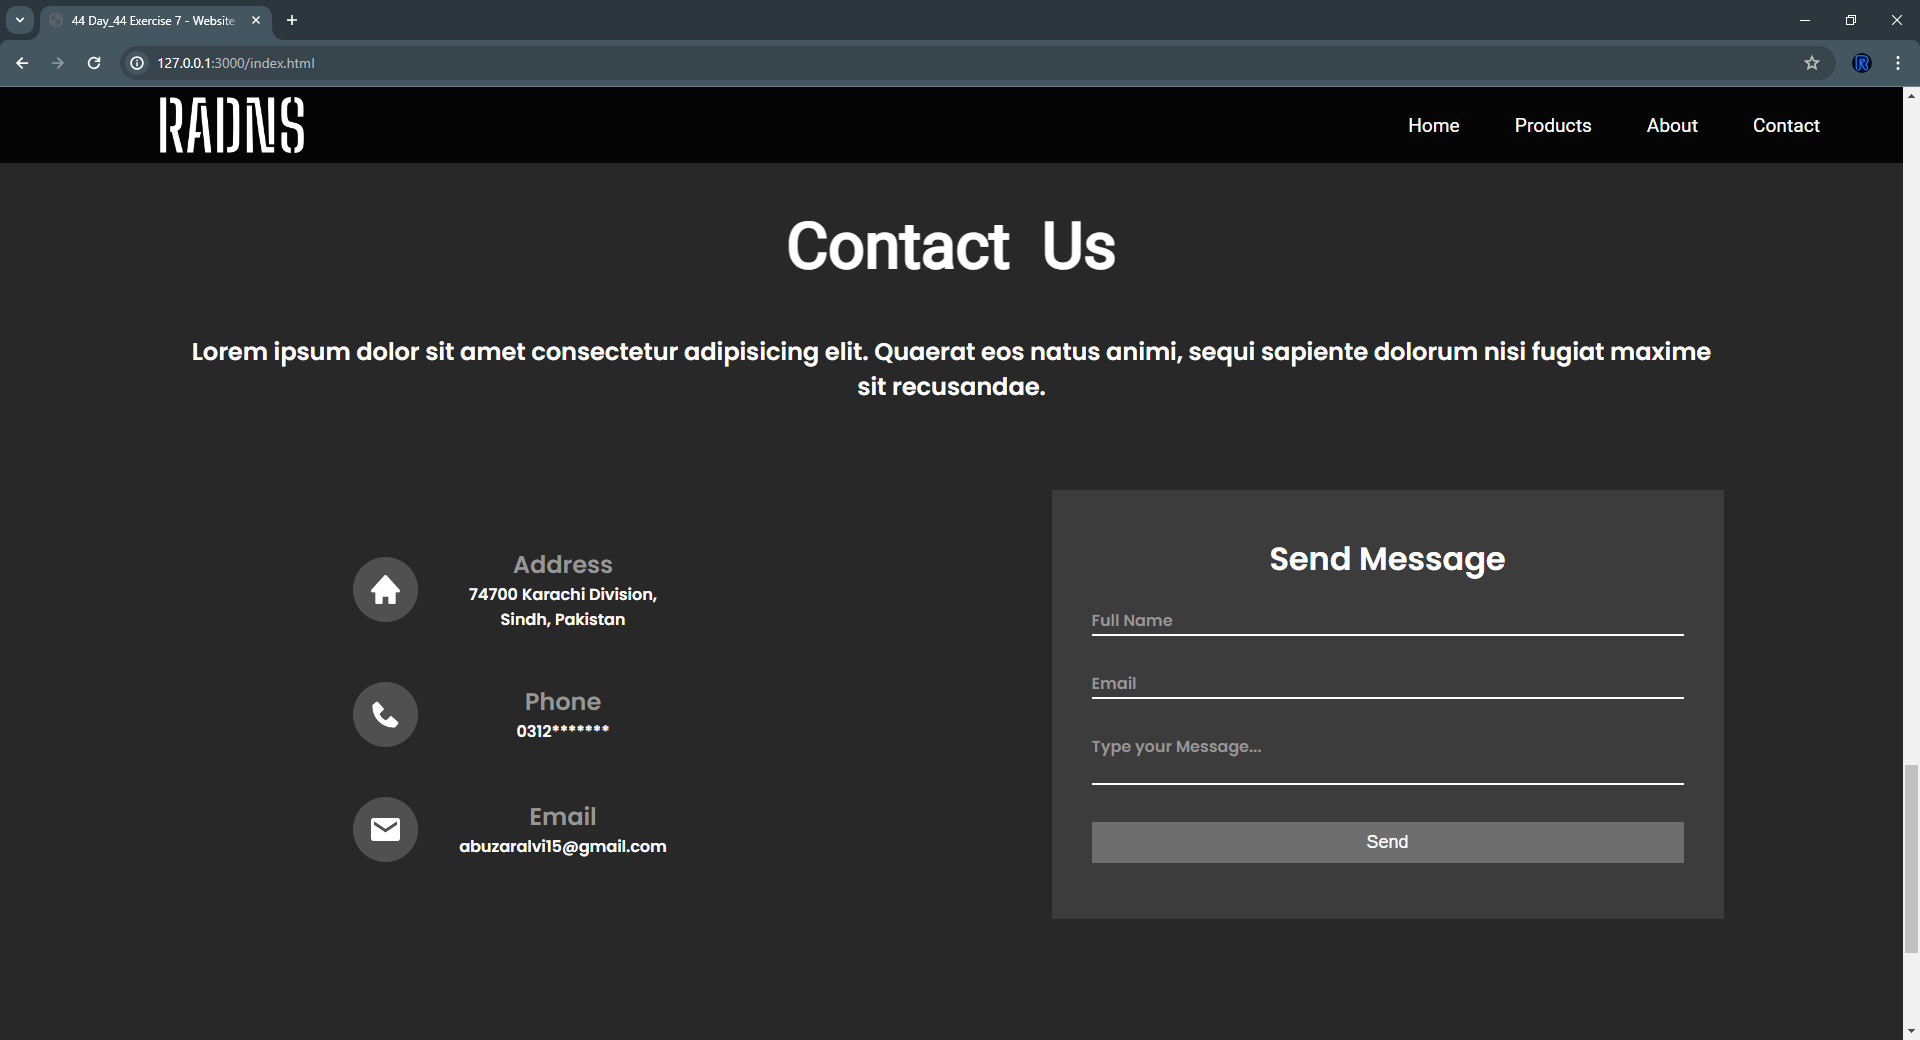 44 Day_44 Exercise 7 - Website
127.0.0.1:3000/index.html
RADNS
Home
Products
About
Contact
Contact Us
Lorem ipsum dolor sit amet consectetur adipisicing elit. Quaerat eos natus animi, sequi sapiente dolorum nisi fugiat maxime
sit recusandae.
Address
74700 Karachi Division,
Sindh, Pakistan
Phone
0312*******
Email
abuzaralvi15@gmail.com
Send Message
Full Name
Email
Type your Message...
Send